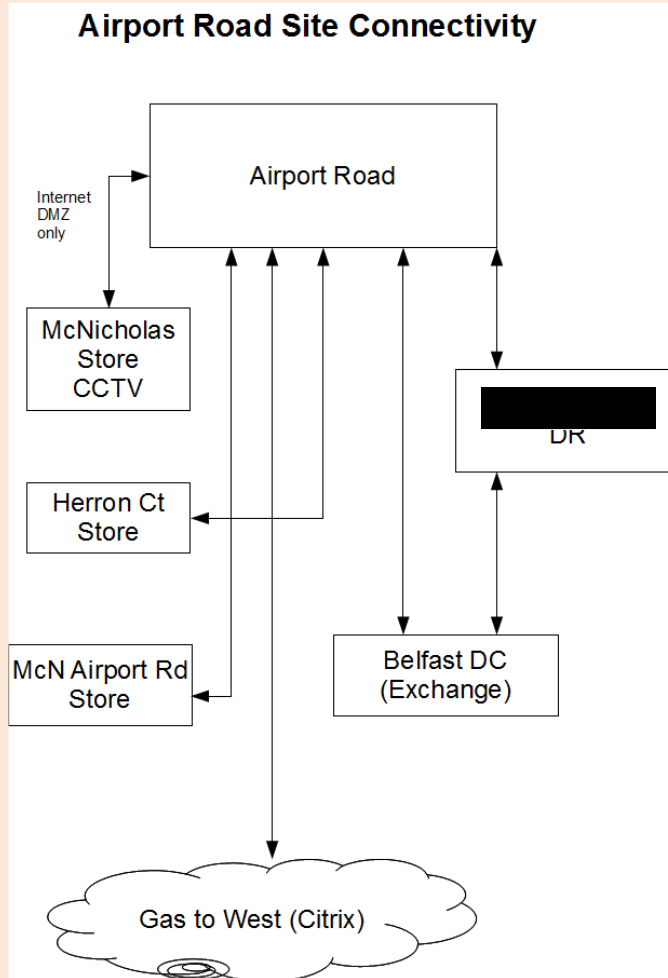 Airport Road Site Connectivity
Airport Road
Internet
DMZ
only
McNicholas
Store
CCTV
DR
Herron Ct
Store
McN Airport Rd
Store
Belfast DC
(Exchange)
Gas to West (Citrix)